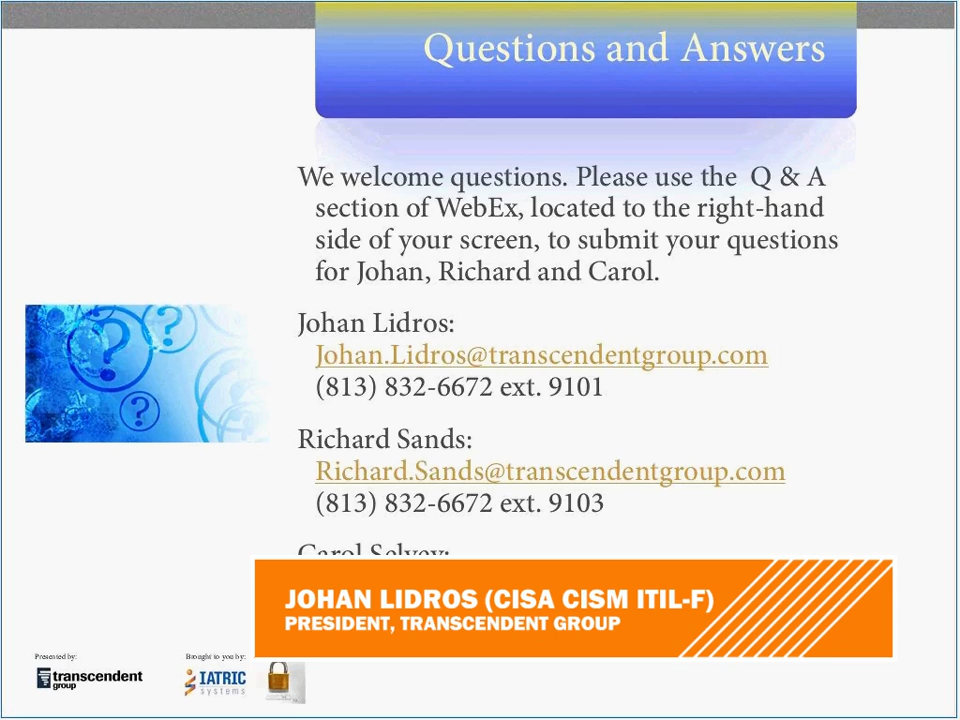 Questions and Answers
We welcome questions. Please use the Q & A
section of WebEx, located to the right-hand
side of your screen, to submit your questions
for Johan, Richard and Carol.
Johan Lidros:
Johan.Lidros@transcendentgroup.com
(813) 832-6672 ext. 9101
Richard Sands:
Richard.Sands@transcendentgroup.com
(813) 832-6672 ext. 9103
Carol Selvey:
JOHAN LIDROS (CISA CISM ITIL-F)
PRESIDENT, TRANSCENDENT GROUP
Presented by:
Brought to you by:
transcendent
group
IATRIC
systems